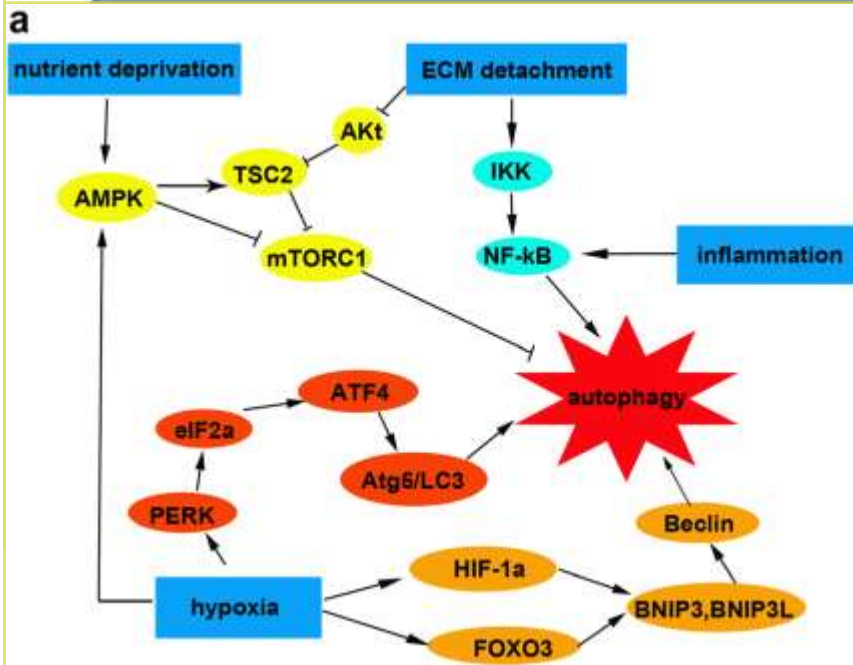 a
nutrient deprivation
ECM detachment
AKt
TSC2
IKK
AMPK
mTORC1
NF-kB
inflammation
ATF4
autophagy
eIF2a
Atg5/LC3
PERK
Beclin
HIF-1a
hypoxia
BNIP3,BNIP3L
FOXO3